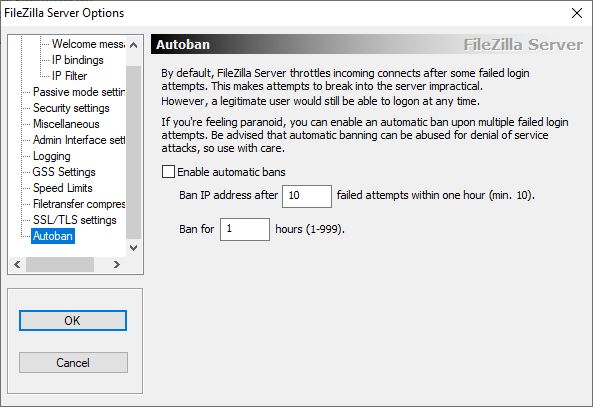 FileZilla Server Options
Welcome messa
IP bindings
IP Filter
Passive mode settin
Security settings
Miscellaneous
Admin Interface sett
Logging
GSS Settings
Speed Limits
Filetransfer compres
SSL/TLS settings
Autoban
OK
Cancel
Autoban
FileZilla Server
By default, FileZilla Server throttles incoming connects after some failed login
attempts. This makes attempts to break into the server impractical.
However, a legitimate user would still be able to logon at any time.
If you're feeling paranoid, you can enable an automatic ban upon multiple failed login
attempts. Be advised that automatic banning can be abused for denial of service
attacks, so use with care.
Enable automatic bans
Ban IP address after 10 failed attempts within one hour (min. 10).
Ban for 1 hours (1-999).